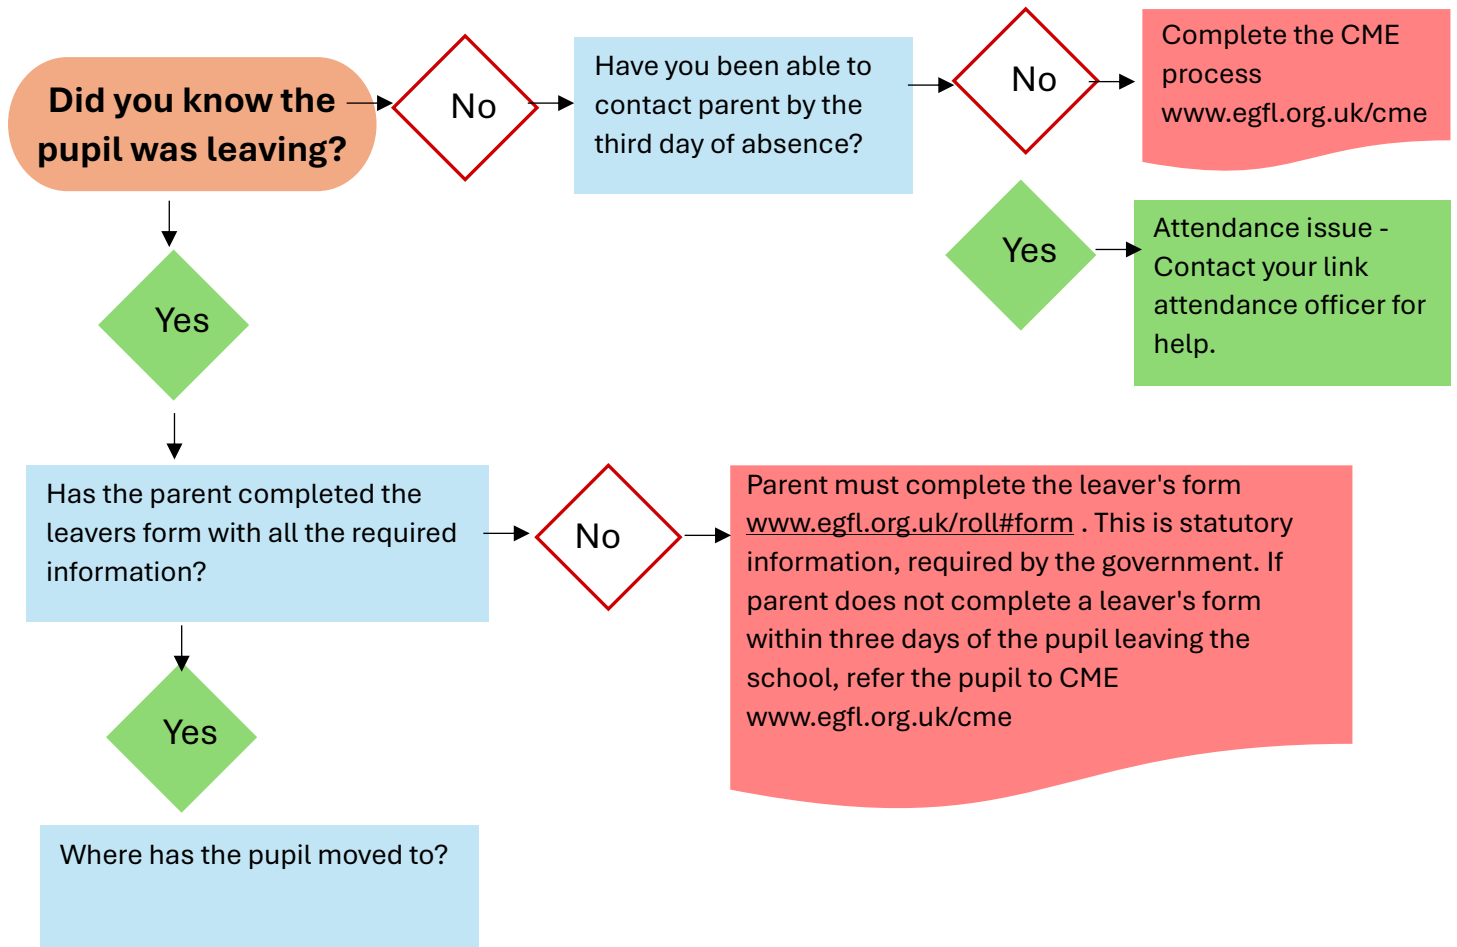 Did you know the
pupil was leaving?
No
Have you been able to
contact parent by the
third day of absence?
No
Complete the CME
process
www.egfl.org.uk/cme
Yes
Attendance issue -
Contact your link
attendance officer for
help.
Yes
Has the parent completed the
leavers form with all the required
information?
No
Parent must complete the leaver's form
www.egfl.org.uk/roll#form . This is statutory
information, required by the government. If
parent does not complete a leaver's form
within three days of the pupil leaving the
school, refer the pupil to CME
www.egfl.org.uk/cme
Yes
Where has the pupil moved to?